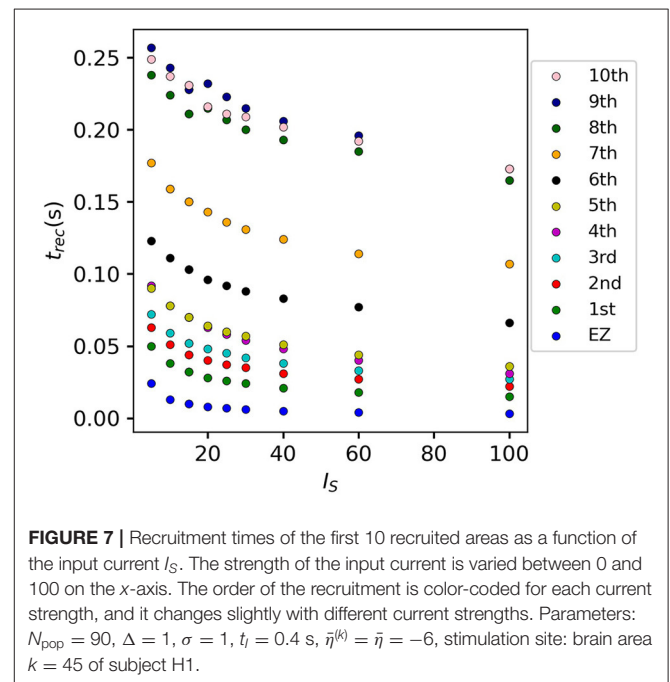 0.25
0.20
0.15
0.10
0.05
0.00
t_rec(s)
20 40 60 80 100
I_S
10th
9th
8th
7th
6th
5th
4th
3rd
2nd
1st
EZ
FIGURE 7 | Recruitment times of the first 10 recruited areas as a function of
the input current I_S. The strength of the input current is varied between 0 and
100 on the x-axis. The order of the recruitment is color-coded for each current
strength, and it changes slightly with different current strengths. Parameters:
N_pop = 90, Δ = 1, σ = 1, t_I = 0.4 s, η̄^(k) = η̄ = −6, stimulation site: brain area
k = 45 of subject H1.